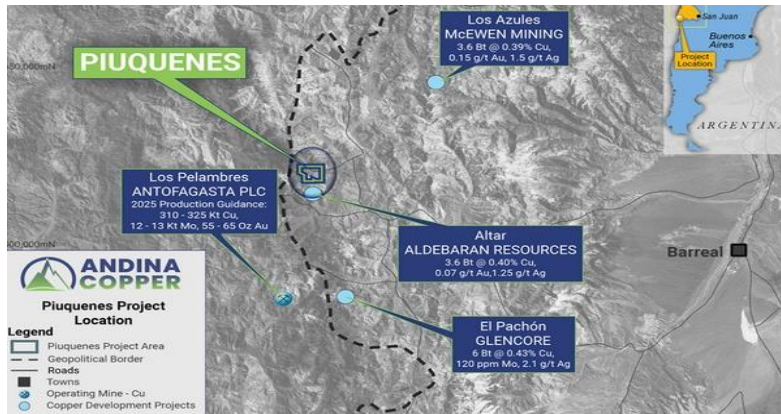 Los Azules
McEWEN MINING
3.6 Bt @ 0.39% Cu,
0.15 g/t Au, 1.5 g/t Ag
San Juan
Buenos
Aires
Project
Location
ARGENTINA
PIUQUENES
Los Pelambres
ANTOFAGASTA PLC
2025 Production Guidance:
310 - 325 Kt Cu,
12 - 13 Kt Mo, 55 - 65 Oz Au
Altar
ALDEBARAN RESOURCES
3.6 Bt @ 0.40% Cu,
0.07 g/t Au,1.25 g/t Ag
Barreal
El Pachón
GLENCORE
6 Bt @ 0.43% Cu,
120 ppm Mo, 2.1 g/t Ag
ANDINA
COPPER
Piuquenes Project
Location
Legend
Piuquenes Project Area
Geopolitical Border
Roads
Towns
Operating Mine - Cu
Copper Development Projects